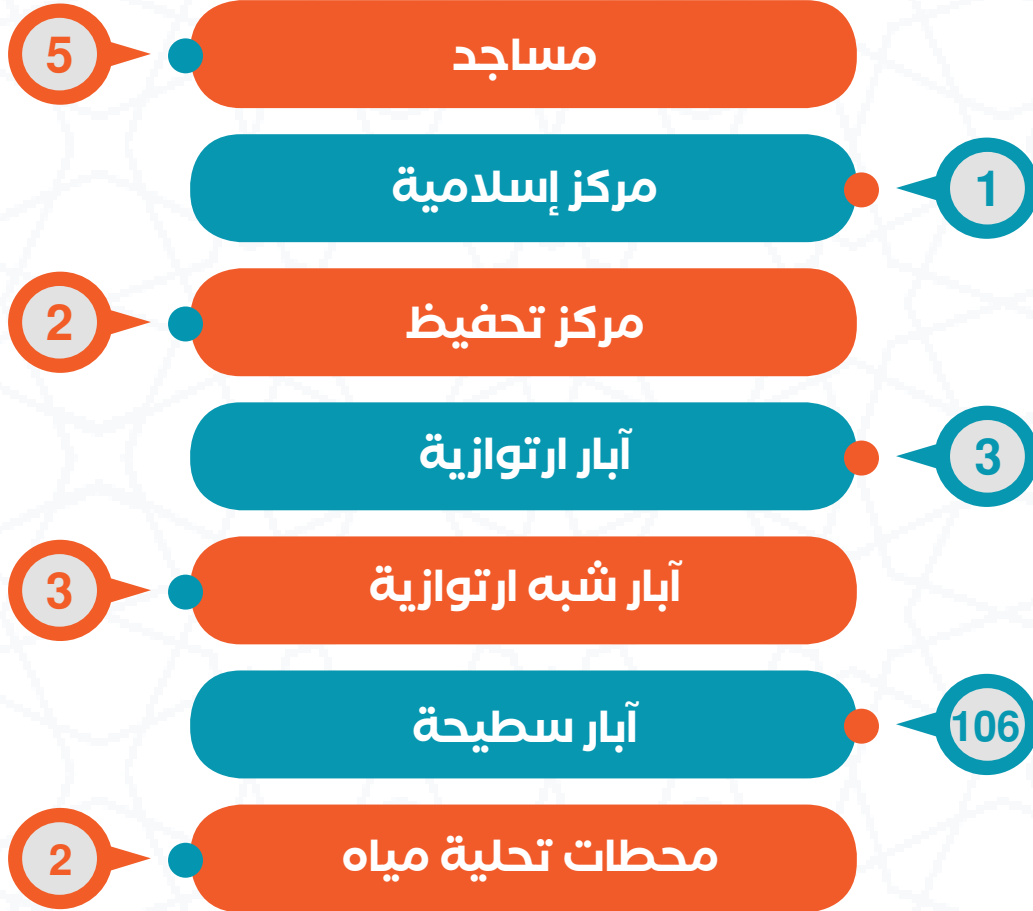 5
مساجد
مركز إسلامية
1
2
مركز تحفيظ
آبار ارتوازية
3
3
آبار شبه ارتوازية
آبار سطيحة
106
2
محطات تحلية مياه